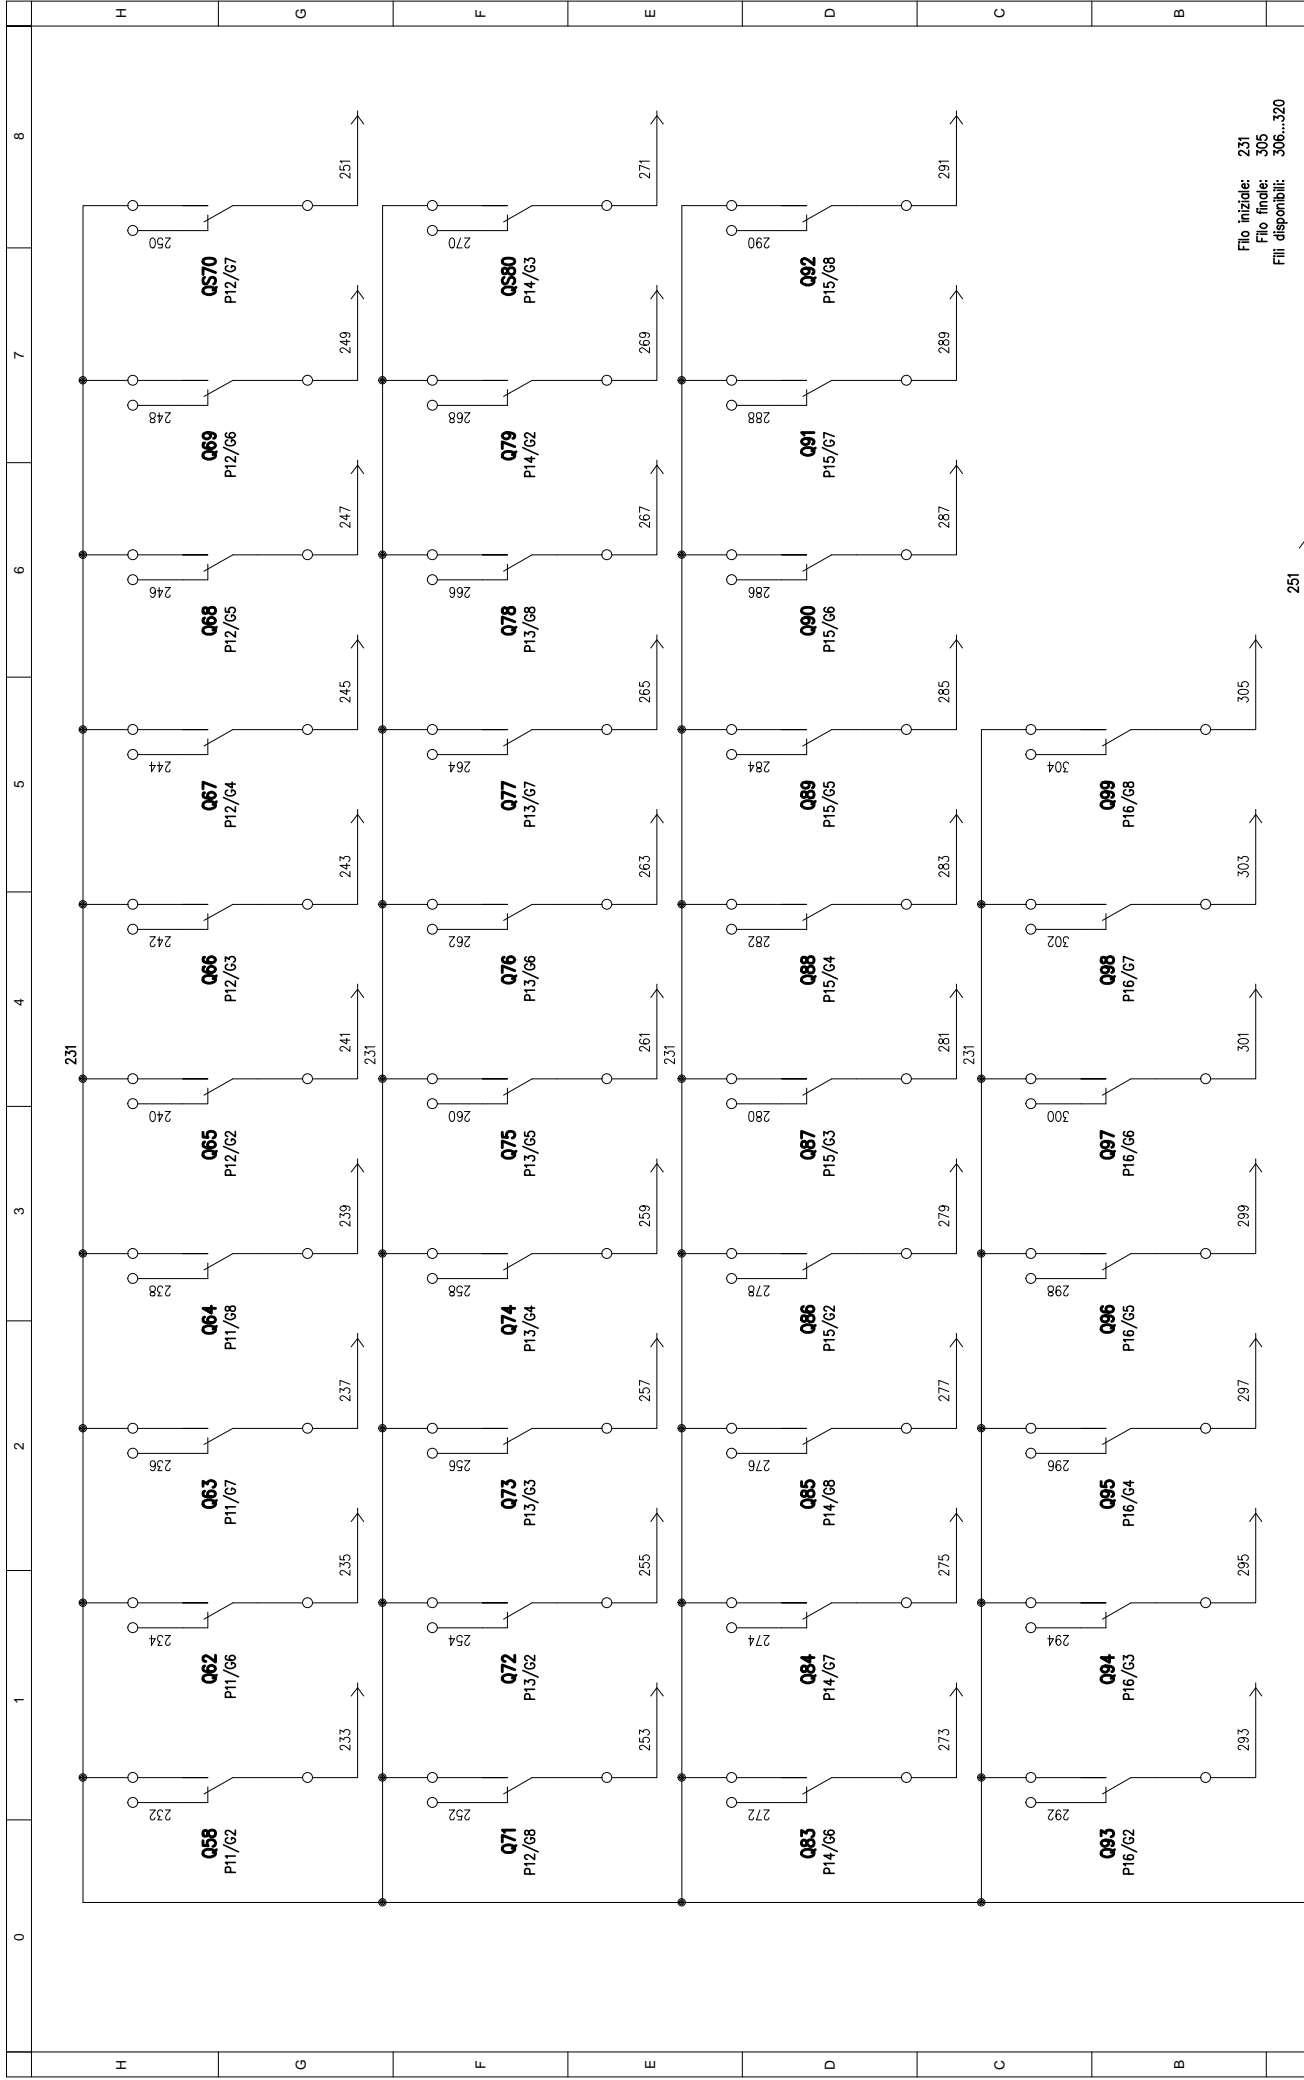 0 1 2 3 4 5 6 7 8
H
231
232 234 236 238 240 242 244 246 248 250
Q58 Q62 Q63 Q64 Q65 Q66 Q67 Q68 Q69 QS70
P11/G2 P11/G6 P11/G7 P11/G8 P12/G2 P12/G3 P12/G4 P12/G5 P12/G6 P12/G7
G
233 235 237 239 241 243 245 247 249 251
231
252 254 256 258 260 262 264 266 268 270
F
Q71 Q72 Q73 Q74 Q75 Q76 Q77 Q78 Q79 QS80
P12/G8 P13/G2 P13/G3 P13/G4 P13/G5 P13/G6 P13/G7 P13/G8 P14/G2 P14/G3
E
253 255 257 259 261 263 265 267 269 271
231
272 274 276 278 280 282 284 286 288 290
Q83 Q84 Q85 Q86 Q87 Q88 Q89 Q90 Q91 Q92
P14/G6 P14/G7 P14/G8 P15/G2 P15/G3 P15/G4 P15/G5 P15/G6 P15/G7 P15/G8
D
273 275 277 279 281 283 285 287 289 291
231
C
292 294 296 298 300 302 304
Q93 Q94 Q95 Q96 Q97 Q98 Q99
P16/G2 P16/G3 P16/G4 P16/G5 P16/G6 P16/G7 P16/G8
B
293 295 297 299 301 303 305
Filo iniziale: 231
Filo finale: 305
Fili disponibili: 306...320
251
H
G
F
E
D
C
B